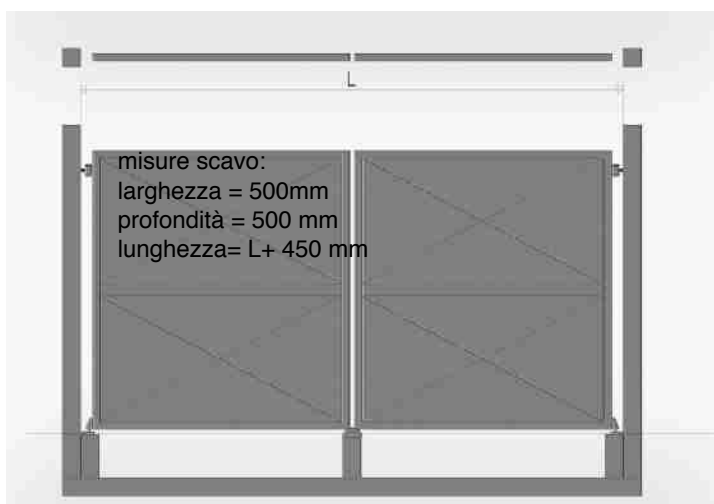 L
misure scavo:
larghezza = 500mm
profondità = 500 mm
lunghezza= L+ 450 mm